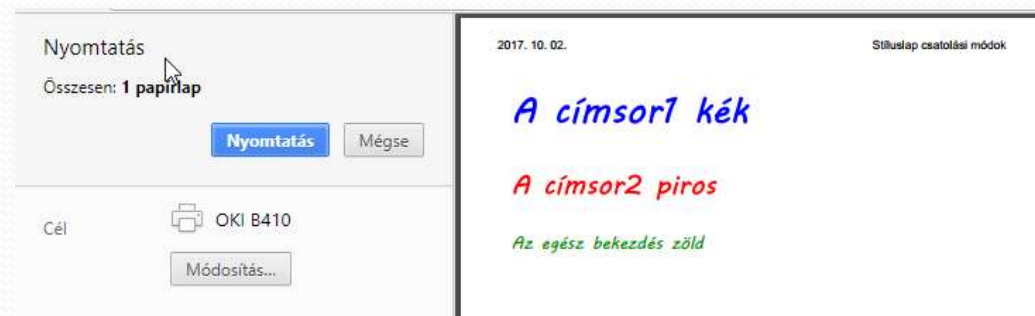 Nyomtatás
Összesen: 1 papírlap
Nyomtatás Mégse
Cél OKI B410
Módosítás...
2017. 10. 02. Stíluslap csatolási módok
A címsor1 kék
A címsor2 piros
Az egész bekezdés zöld